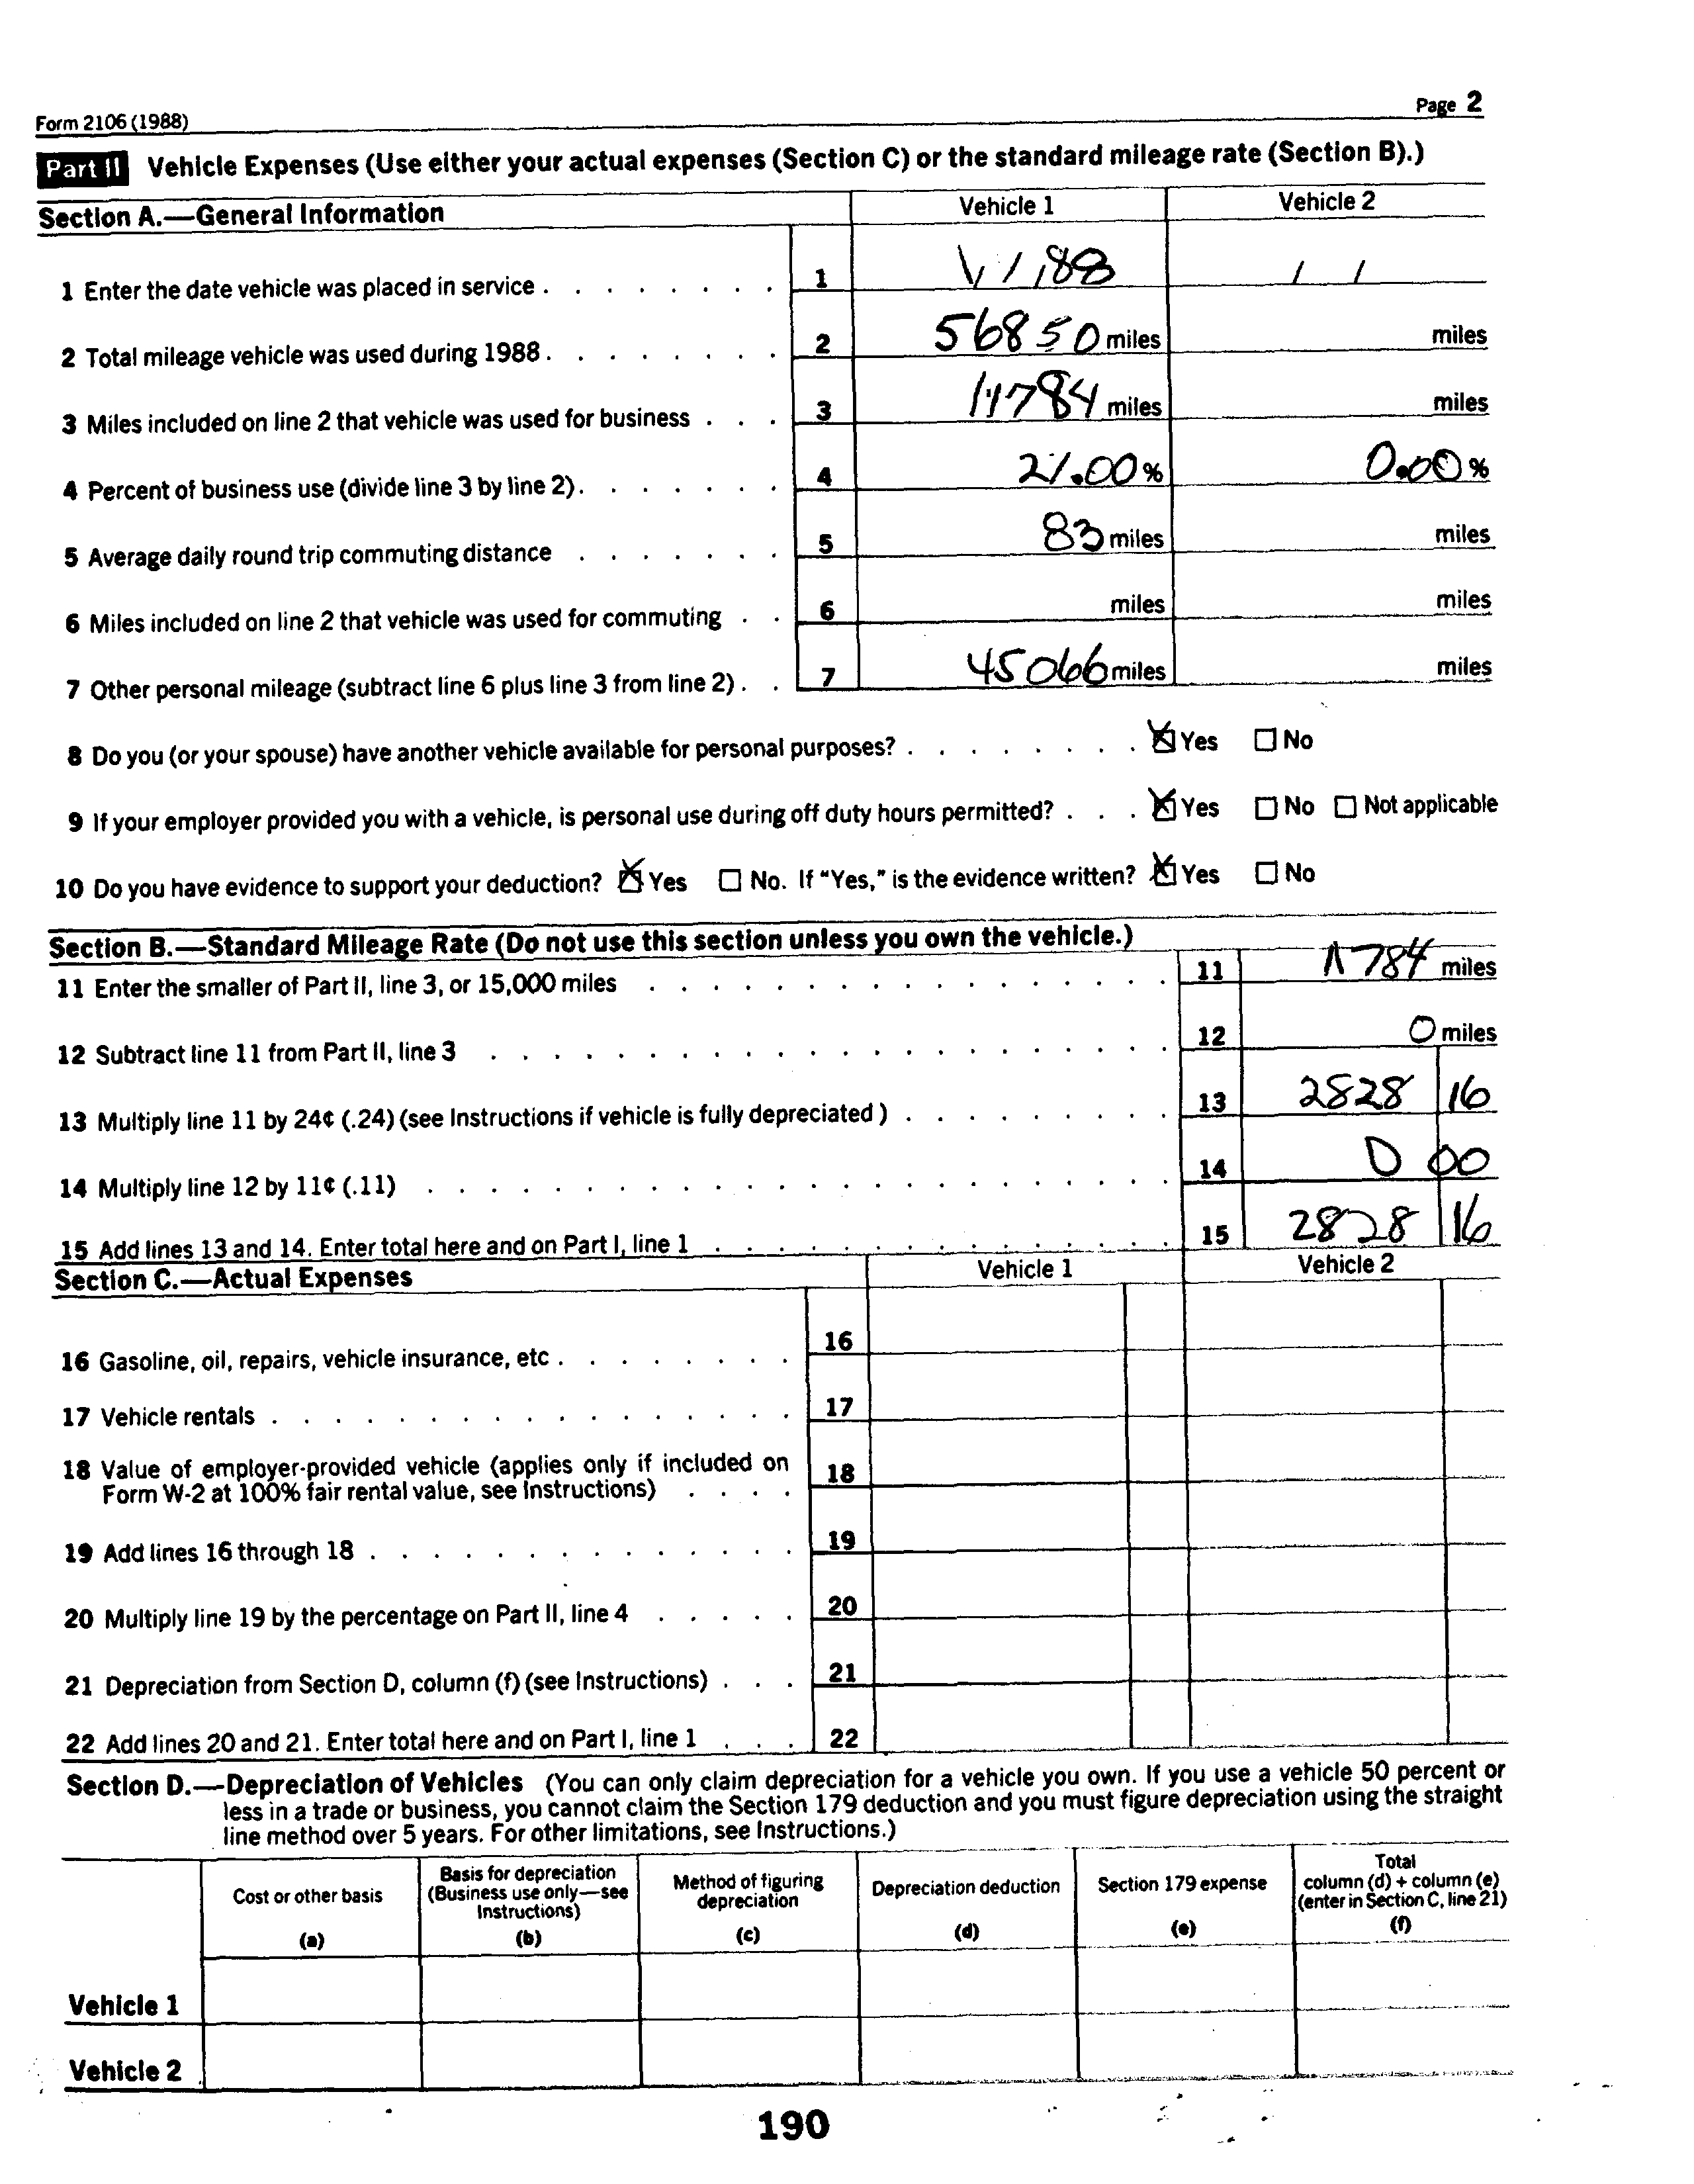 Form 2106 (1988) Page 2
Part II Vehicle Expenses (Use either your actual expenses (Section C) or the standard mileage rate (Section B).)
Section A.—General Information Vehicle 1 Vehicle 2
1 Enter the date vehicle was placed in service . . . . . . . . 1 1/1/88 / /
2 Total mileage vehicle was used during 1988 . . . . . . . . 2 56850 miles miles
3 Miles included on line 2 that vehicle was used for business . . . 3 11784 miles miles
4 Percent of business use (divide line 3 by line 2) . . . . . . . 4 21.00 % 0.00 %
5 Average daily round trip commuting distance . . . . . . . 5 83 miles miles
6 Miles included on line 2 that vehicle was used for commuting . . 6 miles miles
7 Other personal mileage (subtract line 6 plus line 3 from line 2) . . 7 45066 miles miles
8 Do you (or your spouse) have another vehicle available for personal purposes? . . . . . . . . ☒ Yes ☐ No
9 If your employer provided you with a vehicle, is personal use during off duty hours permitted? . . . ☒ Yes ☐ No ☐ Not applicable
10 Do you have evidence to support your deduction? ☒ Yes ☐ No. If "Yes," is the evidence written? ☒ Yes ☐ No
Section B.—Standard Mileage Rate (Do not use this section unless you own the vehicle.)
11 Enter the smaller of Part II, line 3, or 15,000 miles . . . . . . . . . . . . . . . . . 11 11784 miles
12 Subtract line 11 from Part II, line 3 . . . . . . . . . . . . . . . . . . . . . . 12 0 miles
13 Multiply line 11 by 24¢ (.24) (see Instructions if vehicle is fully depreciated ) . . . . . . . . . 13 2828 16
14 Multiply line 12 by 11¢ (.11) . . . . . . . . . . . . . . . . . . . . . . . . 14 0 00
15 Add lines 13 and 14. Enter total here and on Part I, line 1 . . . . . . . . . . . . . . . 15 2828 16
Section C.—Actual Expenses Vehicle 1 Vehicle 2
16 Gasoline, oil, repairs, vehicle insurance, etc . . . . . . . . 16
17 Vehicle rentals . . . . . . . . . . . . . . . . . 17
18 Value of employer-provided vehicle (applies only if included on
Form W-2 at 100% fair rental value, see Instructions) . . . . 18
19 Add lines 16 through 18 . . . . . . . . . . . . . . 19
20 Multiply line 19 by the percentage on Part II, line 4 . . . . . 20
21 Depreciation from Section D, column (f) (see Instructions) . . . 21
22 Add lines 20 and 21. Enter total here and on Part I, line 1 . . . 22
Section D.—Depreciation of Vehicles (You can only claim depreciation for a vehicle you own. If you use a vehicle 50 percent or
less in a trade or business, you cannot claim the Section 179 deduction and you must figure depreciation using the straight
line method over 5 years. For other limitations, see Instructions.)
Cost or other basis
(a)
Basis for depreciation
(Business use only—see
Instructions)
(b)
Method of figuring
depreciation
(c)
Depreciation deduction
(d)
Section 179 expense
(e)
Total
column (d) + column (e)
(enter in Section C, line 21)
(f)
Vehicle 1
Vehicle 2
190